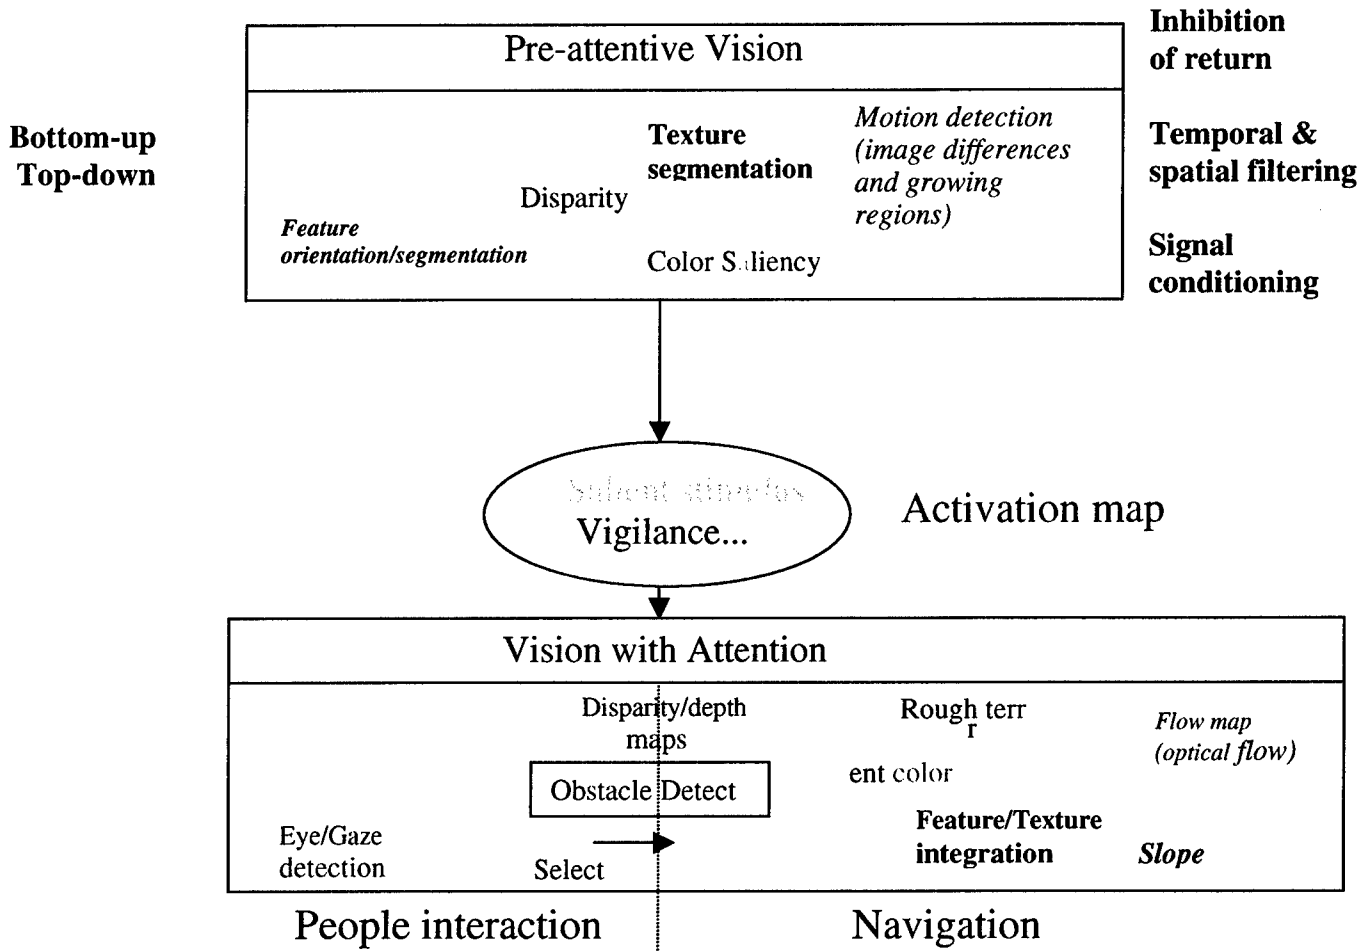 Pre-attentive Vision
Inhibition
of return
Bottom-up
Top-down
Texture
segmentation
Motion detection
(image differences
and growing
regions)
Temporal &
spatial filtering
Disparity
Feature
orientation/segmentation
Color Saliency
Signal
conditioning
Salient stimulus
Vigilance...
Activation map
Vision with Attention
Disparity/depth
maps
Rough terr
r
Flow map
(optical flow)
ent color
Obstacle Detect
Feature/Texture
integration
Slope
Eye/Gaze
detection
Select
People interaction
Navigation